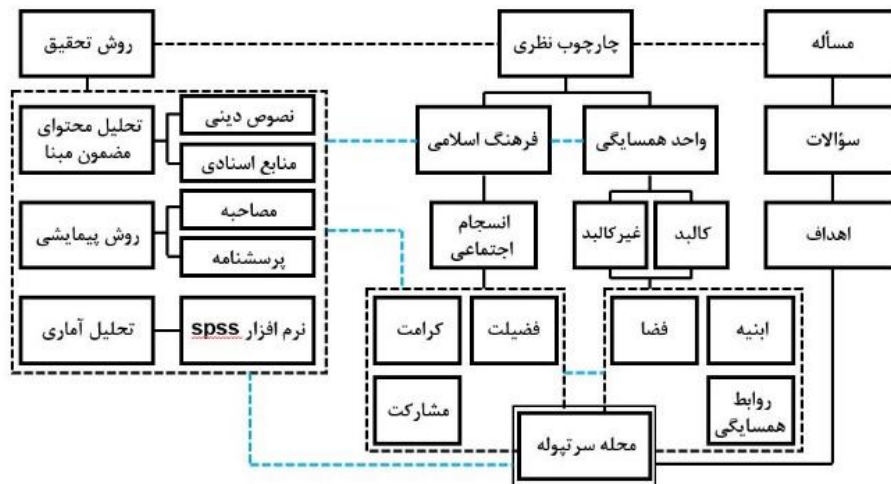 مسأله
چارچوب نظری
روش تحقیق
سؤالات
واحد همسایگی
فرهنگ اسلامی
تحلیل محتوای
مضمون مبنا
نصوص دینی
منابع اسنادی
اهداف
کالبد
غیرکالبد
انسجام
اجتماعی
روش پیمایشی
مصاحبه
پرسشنامه
ابنیه
فضا
فضیلت
کرامت
نرم افزار spss
تحلیل آماری
روابط
همسایگی
مشارکت
محله سرتپوله